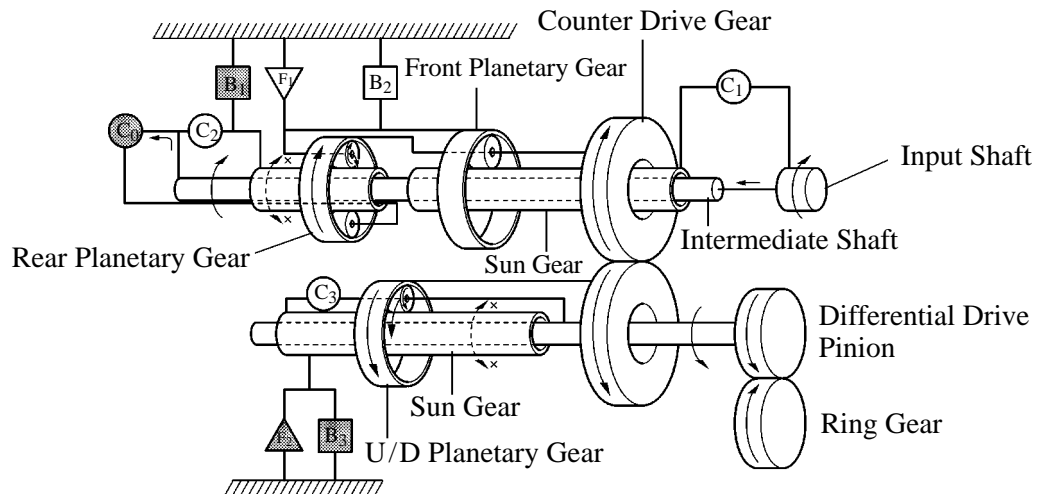 Counter Drive Gear
Front Planetary Gear
B1
F1
B2
C1
C0
C2
Input Shaft
Intermediate Shaft
Rear Planetary Gear
Sun Gear
C3
Differential Drive
Pinion
Sun Gear
Ring Gear
F2
B3
U/D Planetary Gear